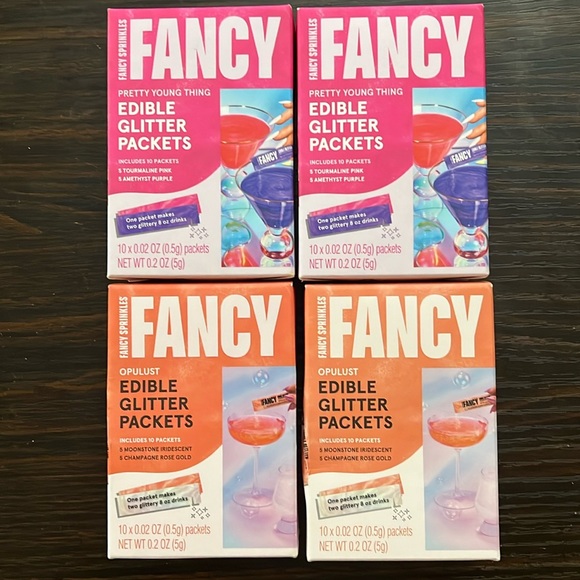 FANCY SPRINKLES
FANCY
PRETTY YOUNG THING
EDIBLE
GLITTER
PACKETS
INCLUDES 10 PACKETS
5 TOURMALINE PINK
5 AMETHYST PURPLE
FANCY
One packet makes
two glittery 8 oz drinks
10 x 0.02 OZ (0.5g) packets
NET WT 0.2 OZ (5g)
FANCY SPRINKLES
FANCY
PRETTY YOUNG THING
EDIBLE
GLITTER
PACKETS
INCLUDES 10 PACKETS
5 TOURMALINE PINK
5 AMETHYST PURPLE
FANCY
One packet makes
two glittery 8 oz drinks
10 x 0.02 OZ (0.5g) packets
NET WT 0.2 OZ (5g)
FANCY SPRINKLES
FANCY
OPULUST
EDIBLE
GLITTER
PACKETS
INCLUDES 10 PACKETS
5 MOONSTONE IRIDESCENT
5 CHAMPAGNE ROSE GOLD
FANCY
One packet makes
two glittery 8 oz drinks
10 x 0.02 OZ (0.5g) packets
NET WT 0.2 OZ (5g)
FANCY SPRINKLES
FANCY
OPULUST
EDIBLE
GLITTER
PACKETS
INCLUDES 10 PACKETS
5 MOONSTONE IRIDESCENT
5 CHAMPAGNE ROSE GOLD
FANCY
One packet makes
two glittery 8 oz drinks
10 x 0.02 OZ (0.5g) packets
NET WT 0.2 OZ (5g)